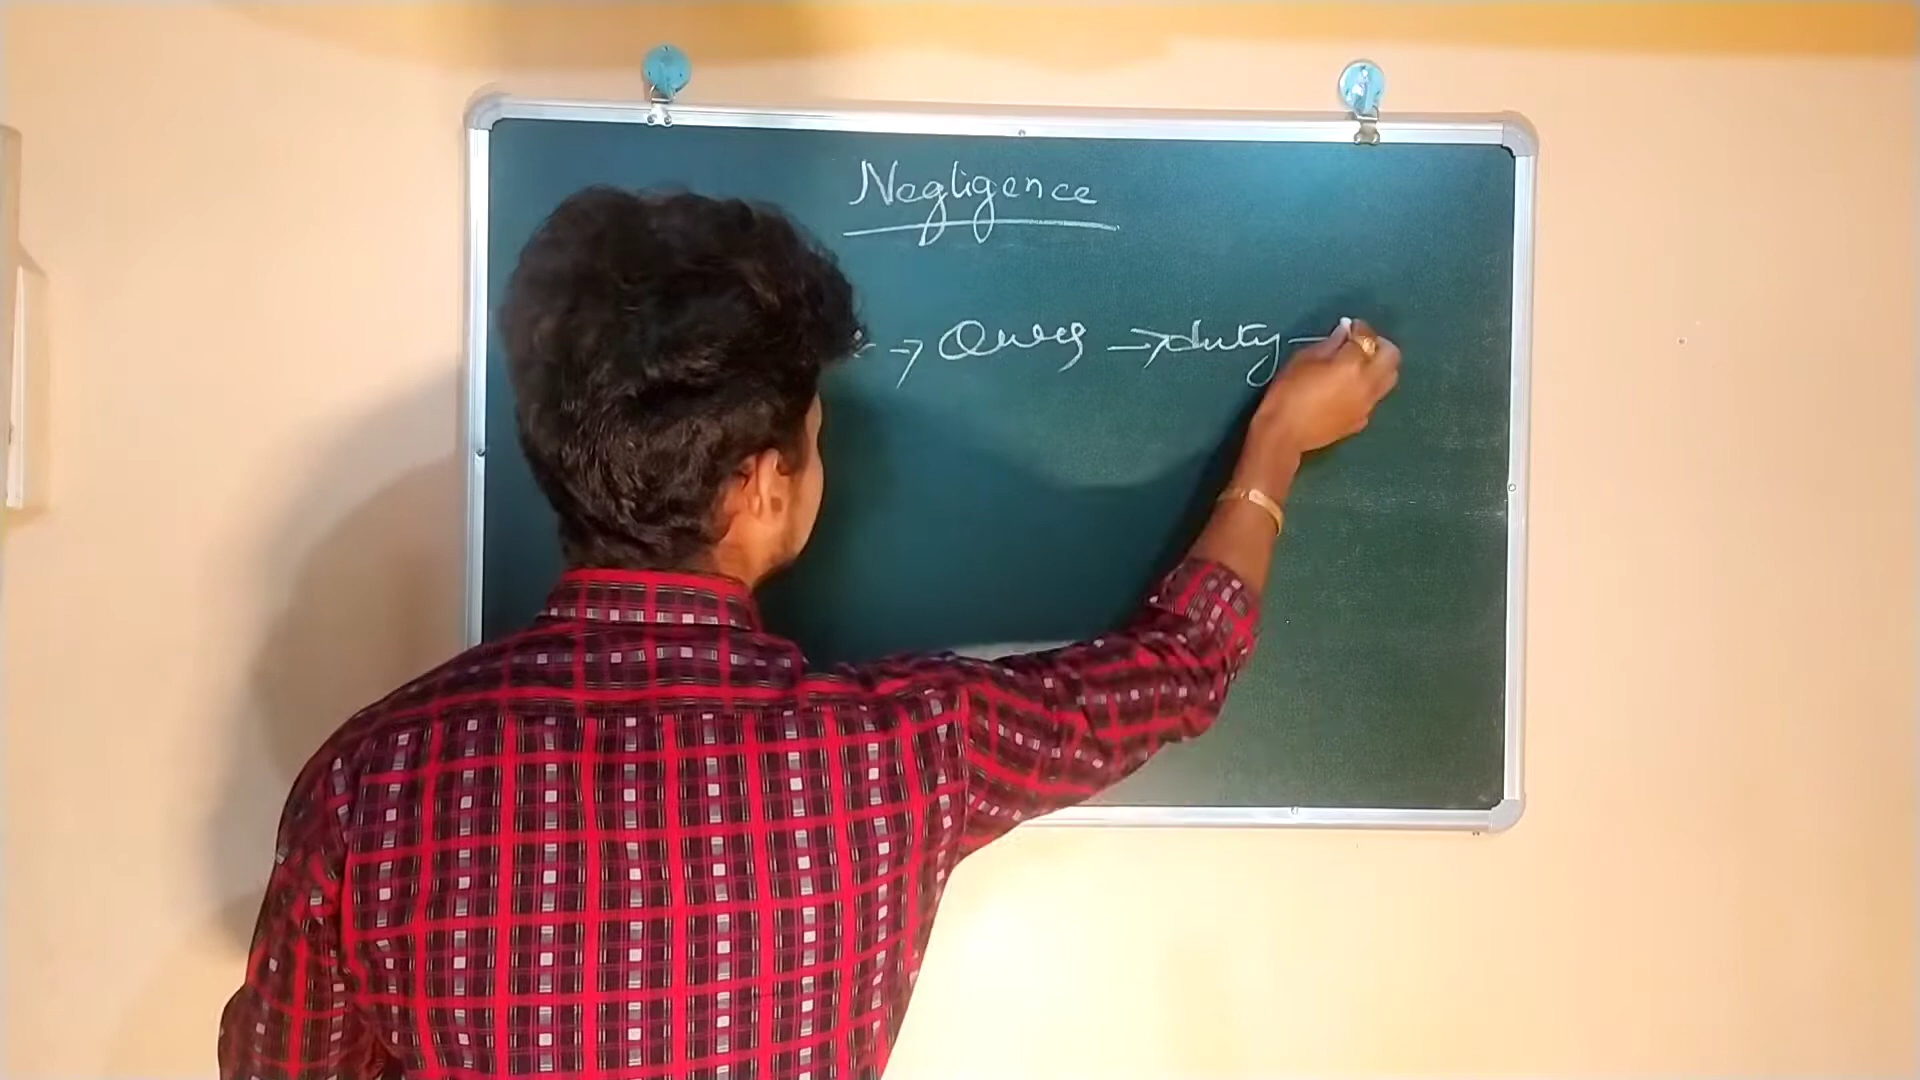 Negligence
→ Owes → duty –